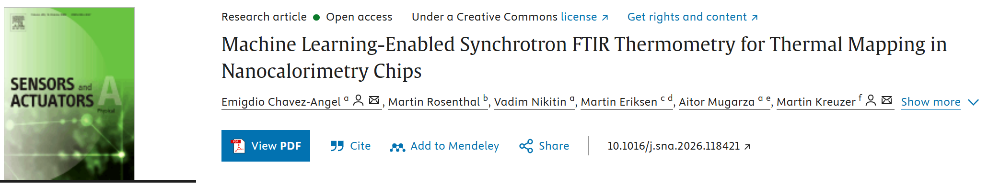 Research article Open access Under a Creative Commons license ↗ Get rights and content ↗
Machine Learning-Enabled Synchrotron FTIR Thermometry for Thermal Mapping in
Nanocalorimetry Chips
Emigdio Chavez-Angel a, Martin Rosenthal b, Vadim Nikitin a, Martin Eriksen c d, Aitor Mugarza a e, Martin Kreuzer f Show more
View PDF Cite Add to Mendeley Share 10.1016/j.sna.2026.118421 ↗
SENSORS and
ACTUATORS A
Physical
PDF